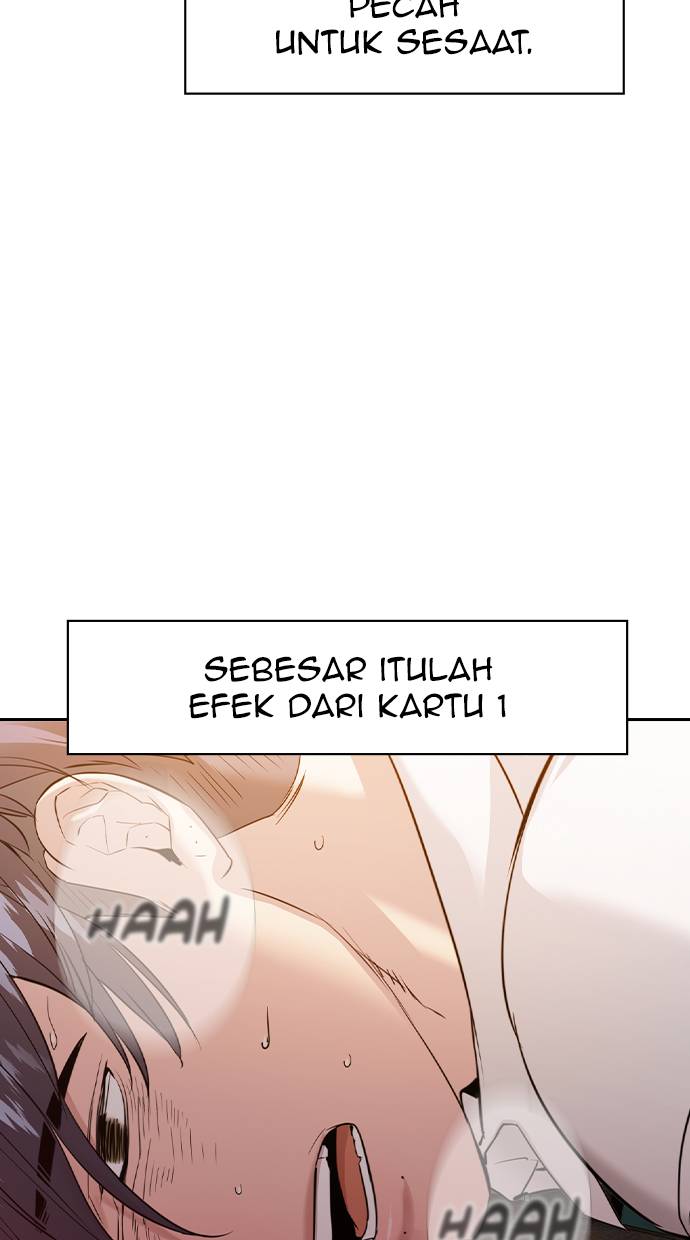 PECAH
UNTUK SESAAT.
SEBESAR ITULAH
EFEK DARI KARTU 1
HAAH
HAAH